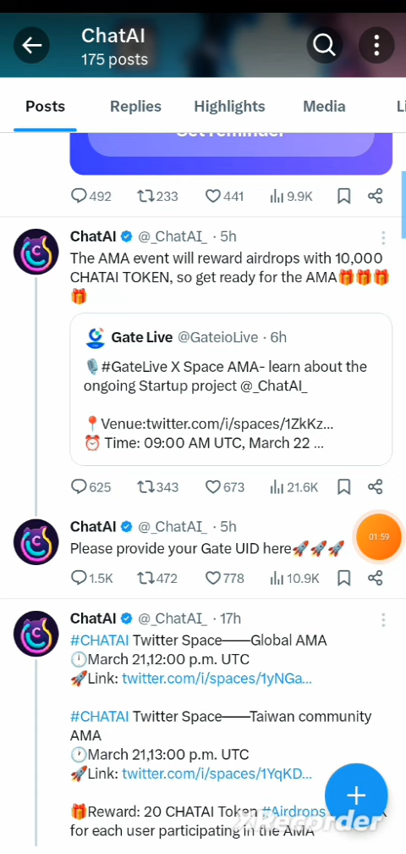 ChatAI
175 posts
Posts Replies Highlights Media Li
Get reminder
492 233 441 9.9K
ChatAI @_ChatAI_ · 5h
The AMA event will reward airdrops with 10,000
CHATAI TOKEN, so get ready for the AMA🎁🎁🎁
🎁
Gate Live @GateioLive · 6h
🎙️#GateLive X Space AMA- learn about the
ongoing Startup project @_ChatAI_
📍Venue:twitter.com/i/spaces/1ZkKz...
⏰ Time: 09:00 AM UTC, March 22 ...
625 343 673 21.6K
ChatAI @_ChatAI_ · 5h
01:59
Please provide your Gate UID here🚀🚀🚀
1.5K 472 778 10.9K
ChatAI @_ChatAI_ · 17h
#CHATAI Twitter Space——Global AMA
🕛March 21,12:00 p.m. UTC
🚀Link: twitter.com/i/spaces/1yNGa...
#CHATAI Twitter Space——Taiwan community
AMA
🕐March 21,13:00 p.m. UTC
🚀Link: twitter.com/i/spaces/1YqKD...
🎁Reward: 20 CHATAI Token #Airdrops
for each user participating in the AMA
XRecorder